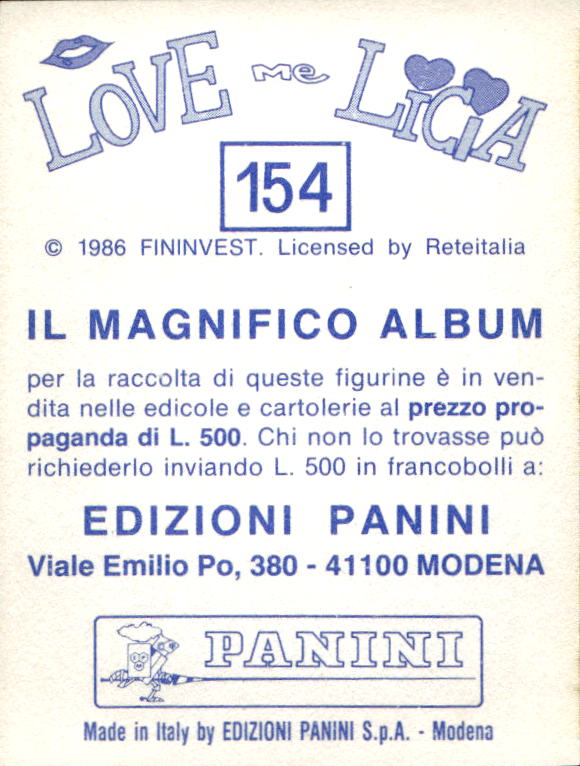 LOVE me LICIA
154
© 1986 FININVEST. Licensed by Reteitalia
IL MAGNIFICO ALBUM
per la raccolta di queste figurine è in ven-
dita nelle edicole e cartolerie al prezzo pro-
paganda di L. 500. Chi non lo trovasse può
richiederlo inviando L. 500 in francobolli a:
EDIZIONI PANINI
Viale Emilio Po, 380 - 41100 MODENA
PANINI
Made in Italy by EDIZIONI PANINI S.p.A. - Modena